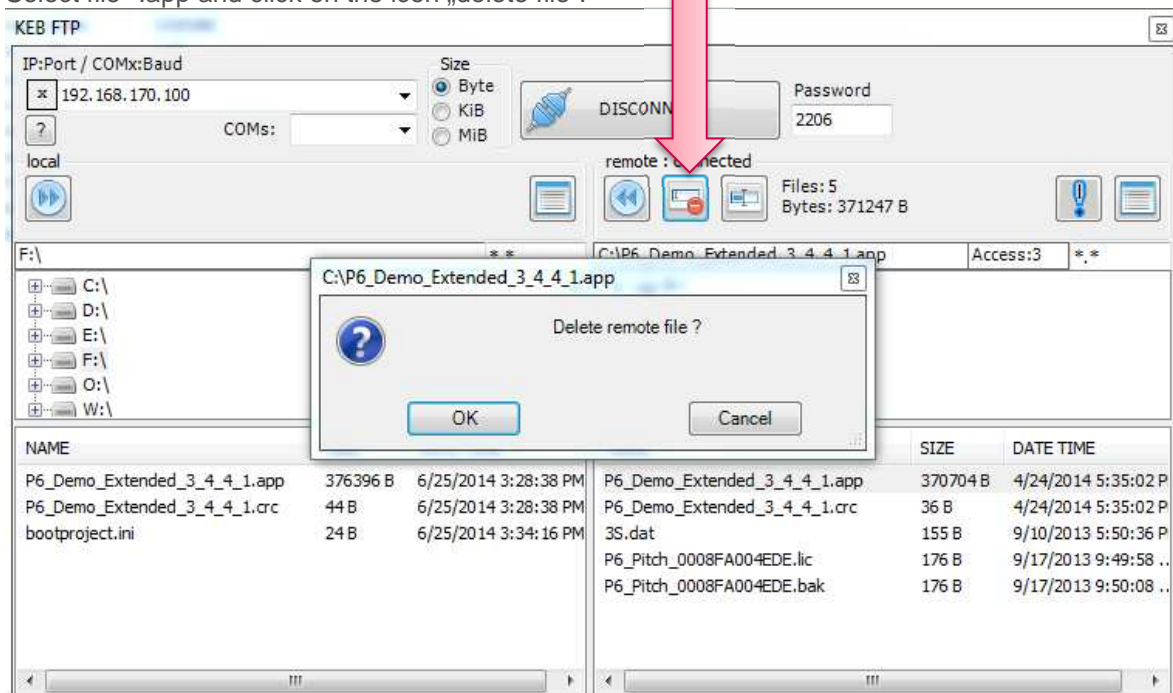 Select file *.app and click on the icon „delete file“.
KEB FTP
IP:Port / COMx:Baud
Size
192.168.170.100
Byte
KiB
MiB
DISCONN
Password
2206
?
COMs:
local
remote : connected
Files: 5
Bytes: 371247 B
F:\
*.*
C:\P6_Demo_Extended_3_4_4_1.app
Access:3
*.*
C:\
D:\
E:\
F:\
O:\
W:\
C:\P6_Demo_Extended_3_4_4_1.app
Delete remote file ?
OK
Cancel
NAME
SIZE
DATE TIME
P6_Demo_Extended_3_4_4_1.app 376396 B 6/25/2014 3:28:38 PM
P6_Demo_Extended_3_4_4_1.crc 44 B 6/25/2014 3:28:38 PM
bootproject.ini 24 B 6/25/2014 3:34:16 PM
P6_Demo_Extended_3_4_4_1.app 370704 B 4/24/2014 5:35:02 P
P6_Demo_Extended_3_4_4_1.crc 36 B 4/24/2014 5:35:02 P
3S.dat 155 B 9/10/2013 5:50:36 P
P6_Pitch_0008FA004EDE.lic 176 B 9/17/2013 9:49:58 ..
P6_Pitch_0008FA004EDE.bak 176 B 9/17/2013 9:50:08 ..